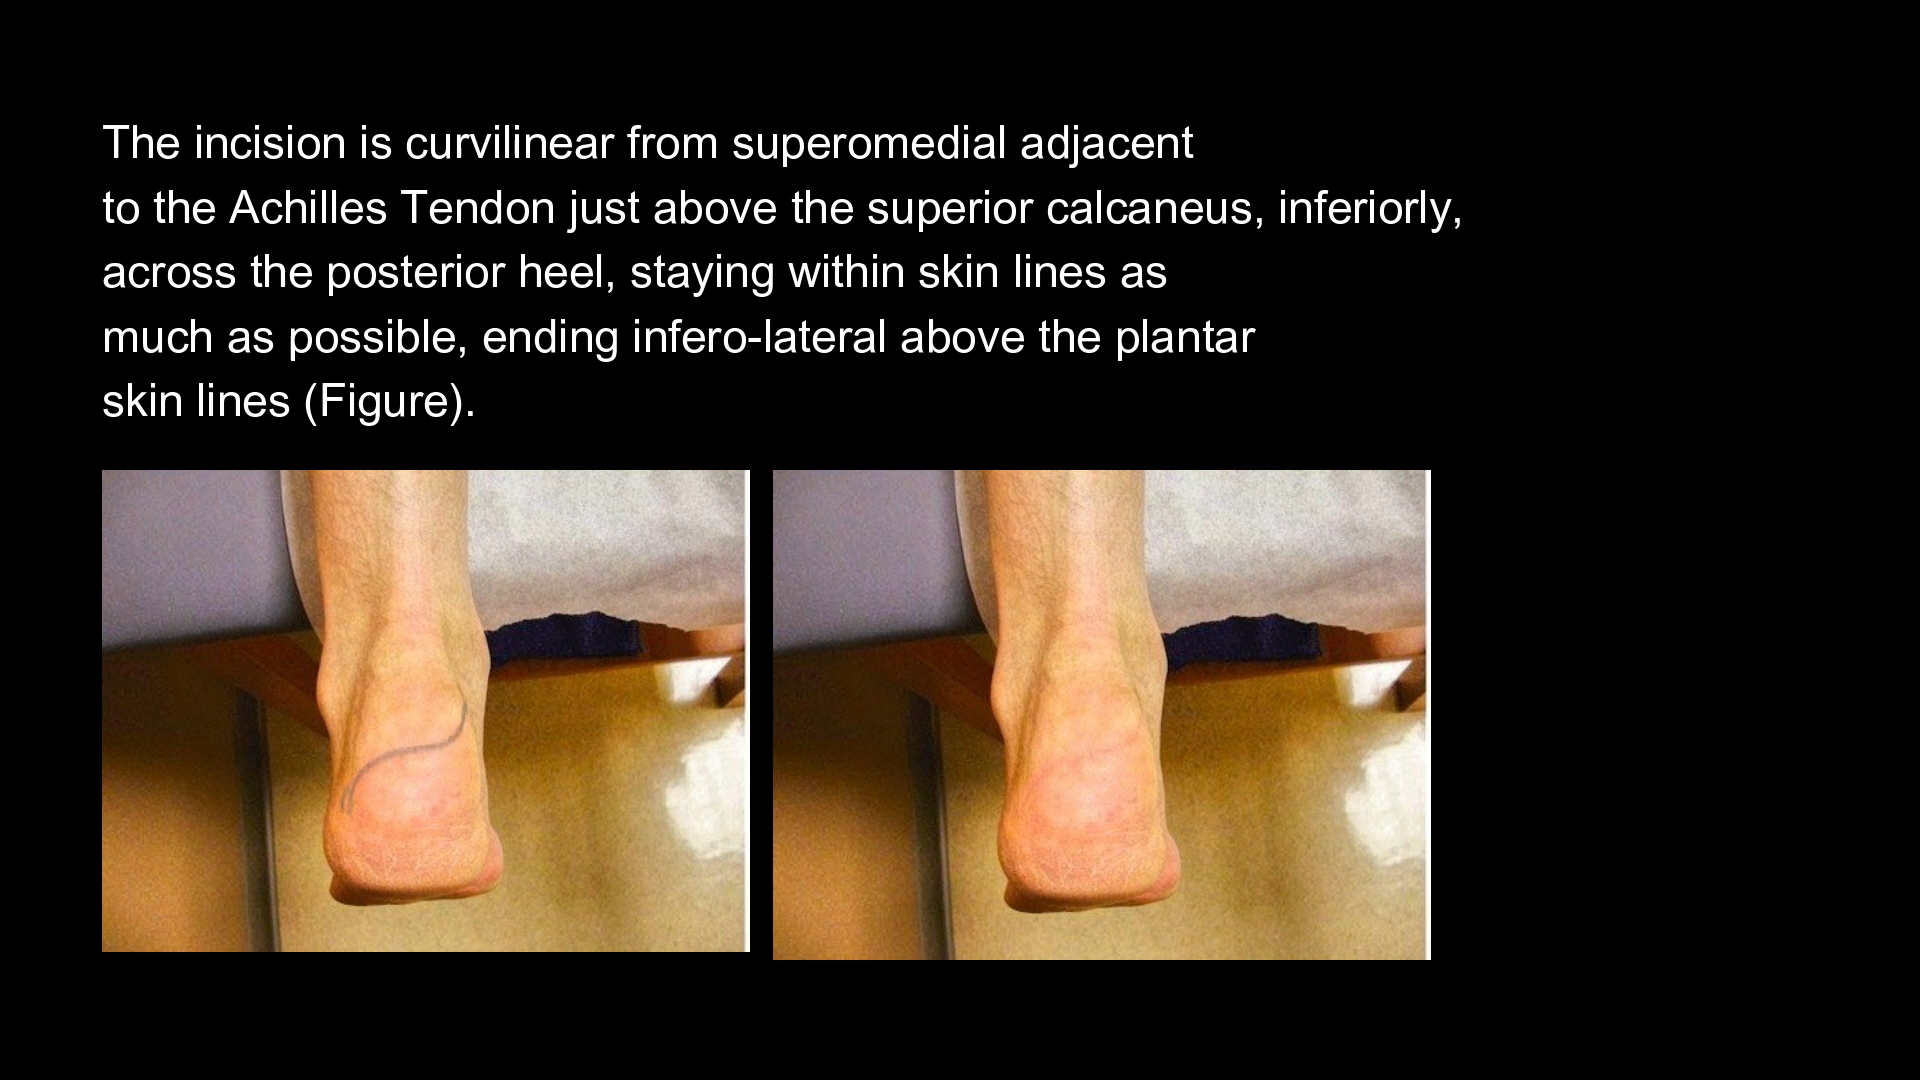 The incision is curvilinear from superomedial adjacent
to the Achilles Tendon just above the superior calcaneus, inferiorly,
across the posterior heel, staying within skin lines as
much as possible, ending infero-lateral above the plantar
skin lines (Figure).